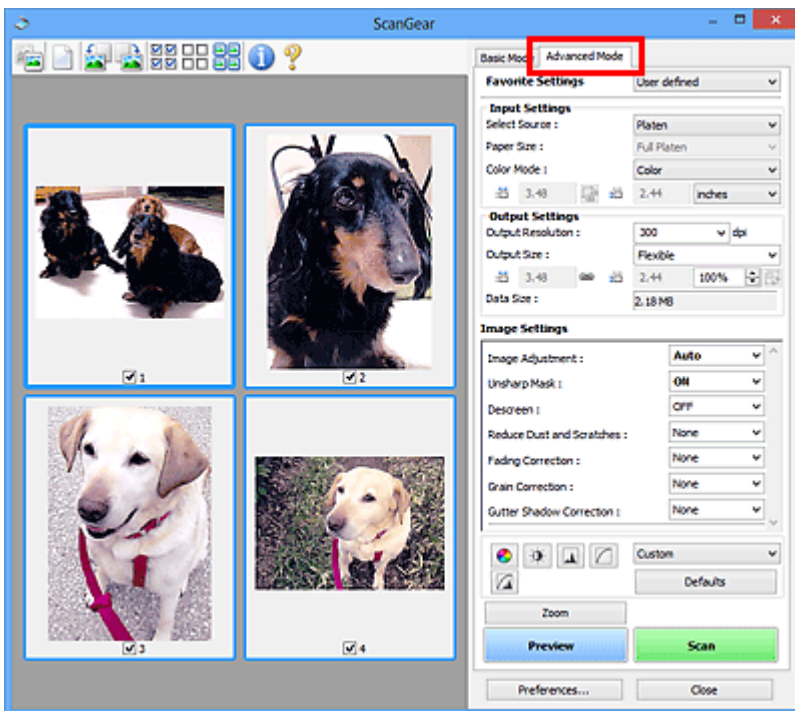 ScanGear
Basic Mode Advanced Mode
Favorite Settings User defined
Input Settings
Select Source : Platen
Paper Size : Full Platen
Color Mode : Color
3.48 2.44 inches
Output Settings
Output Resolution : 300 dpi
Output Size : Flexible
3.48 2.44 100%
Data Size : 2.18 MB
Image Settings
Image Adjustment : Auto
Unsharp Mask : ON
Descreen : OFF
Reduce Dust and Scratches : None
Fading Correction : None
Grain Correction : None
Gutter Shadow Correction : None
Custom
Defaults
Zoom
Preview Scan
Preferences... Close
1
2
3
4